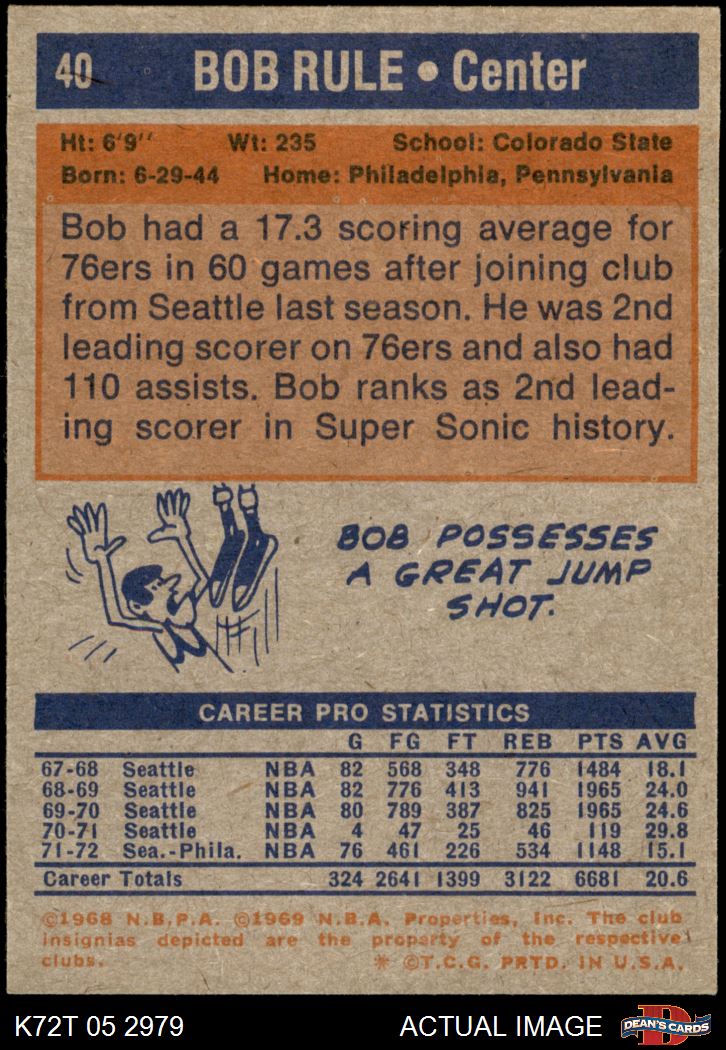 40 BOB RULE • Center
Ht: 6'9'' Wt: 235 School: Colorado State
Born: 6-29-44 Home: Philadelphia, Pennsylvania
Bob had a 17.3 scoring average for
76ers in 60 games after joining club
from Seattle last season. He was 2nd
leading scorer on 76ers and also had
110 assists. Bob ranks as 2nd lead-
ing scorer in Super Sonic history.
BOB POSSESSES
A GREAT JUMP
SHOT.
CAREER PRO STATISTICS
G FG FT REB PTS AVG
67-68 Seattle NBA 82 568 348 776 1484 18.1
68-69 Seattle NBA 82 776 413 941 1965 24.0
69-70 Seattle NBA 80 789 387 825 1965 24.6
70-71 Seattle NBA 4 47 25 46 119 29.8
71-72 Sea.-Phila. NBA 76 461 226 534 1148 15.1
Career Totals 324 2641 1399 3122 6681 20.6
©1968 N.B.P.A. ©1969 N.B.A. Properties, Inc. The club
insignias depicted are the property of the respective
clubs. * ©T.C.G. PRTD. IN U.S.A.
K72T 05 2979 ACTUAL IMAGE DEAN'S CARDS